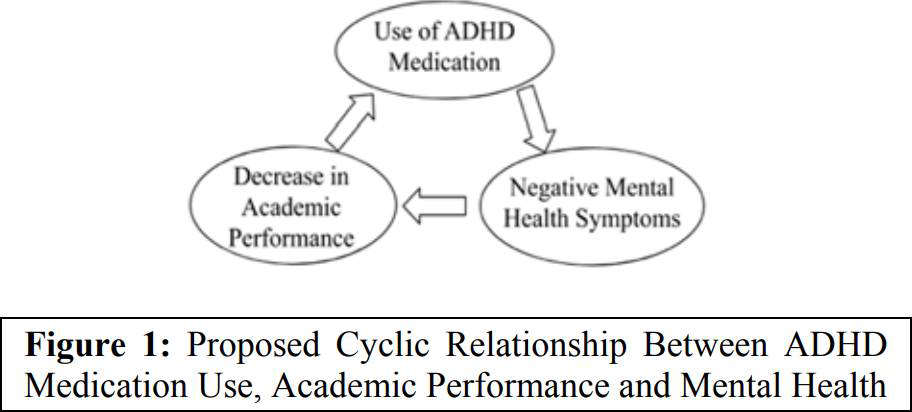 Use of ADHD
Medication
Decrease in
Academic
Performance
Negative Mental
Health Symptoms
Figure 1: Proposed Cyclic Relationship Between ADHD
Medication Use, Academic Performance and Mental Health